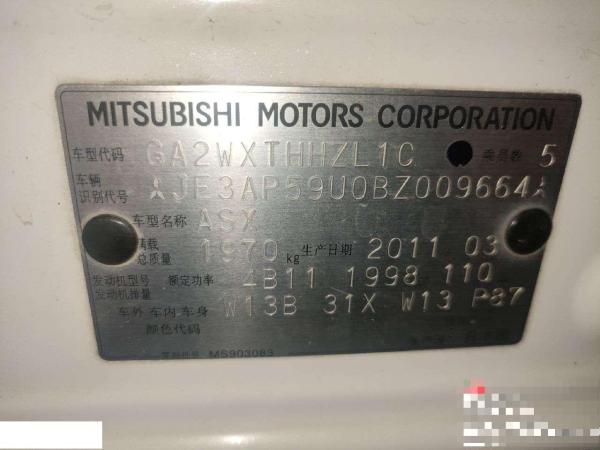 MITSUBISHI MOTORS CORPORATION
车型代码 GA2WXTHHZL1C 乘员数 5
车辆识别代号 JE3AP59U0BZ009664
车型名称 ASX
满载总质量 1970 kg 生产日期 2011 03
发动机型号 额定功率 4B11 1998 110
发动机排量
车外 车内 车身 W13B 31X W13 P87
颜色代码
MS903083